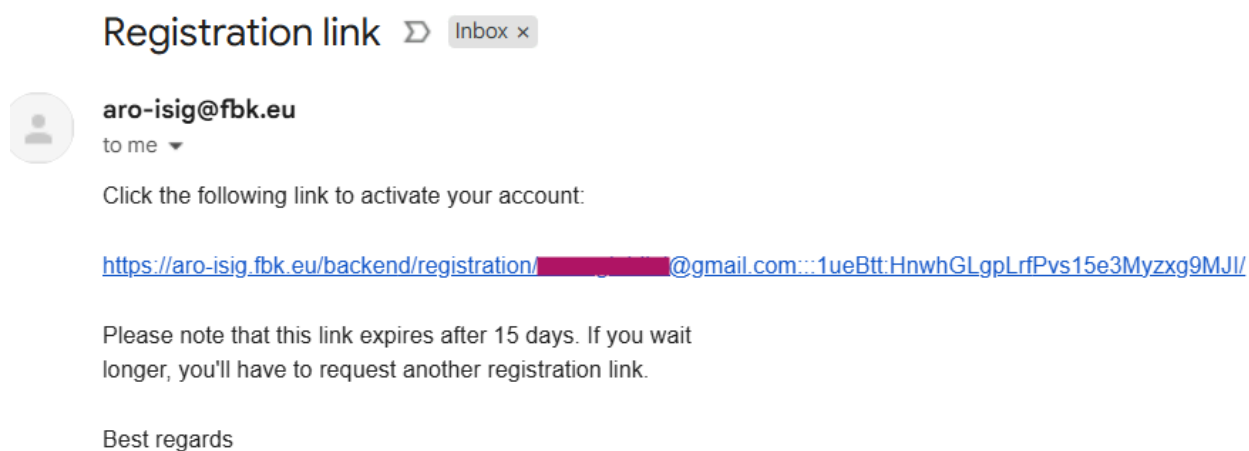 Registration link Inbox ×
aro-isig@fbk.eu
to me
Click the following link to activate your account:
https://aro-isig.fbk.eu/backend/registration/ @gmail.com:::1ueBtt:HnwhGLgpLrfPvs15e3Myzxg9MJI/
Please note that this link expires after 15 days. If you wait
longer, you'll have to request another registration link.
Best regards